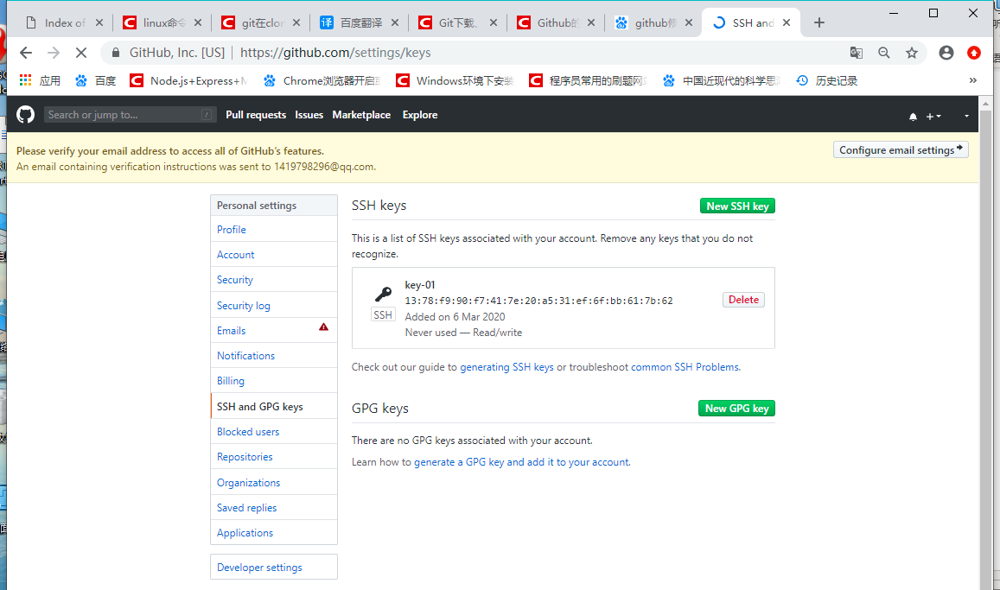 Index of
linux命令
git在clon
译 百度翻译
Git下载、
Github的
github修
SSH and
GitHub, Inc. [US] | https://github.com/settings/keys
应用
百度
Node.js+Express+M
Chrome浏览器开启
Windows环境下安装
程序员常用的刷题网
中国近现代的科学思
历史记录
»
Search or jump to...
/
Pull requests
Issues
Marketplace
Explore
Please verify your email address to access all of GitHub's features.
An email containing verification instructions was sent to 1419798296@qq.com.
Configure email settings
Personal settings
Profile
Account
Security
Security log
Emails
Notifications
Billing
SSH and GPG keys
Blocked users
Repositories
Organizations
Saved replies
Applications
Developer settings
SSH keys
New SSH key
This is a list of SSH keys associated with your account. Remove any keys that you do not
recognize.
key-01
13:78:f9:90:f7:41:7e:20:a5:31:ef:6f:bb:61:7b:62
SSH
Added on 6 Mar 2020
Never used — Read/write
Delete
Check out our guide to generating SSH keys or troubleshoot common SSH Problems.
GPG keys
New GPG key
There are no GPG keys associated with your account.
Learn how to generate a GPG key and add it to your account.